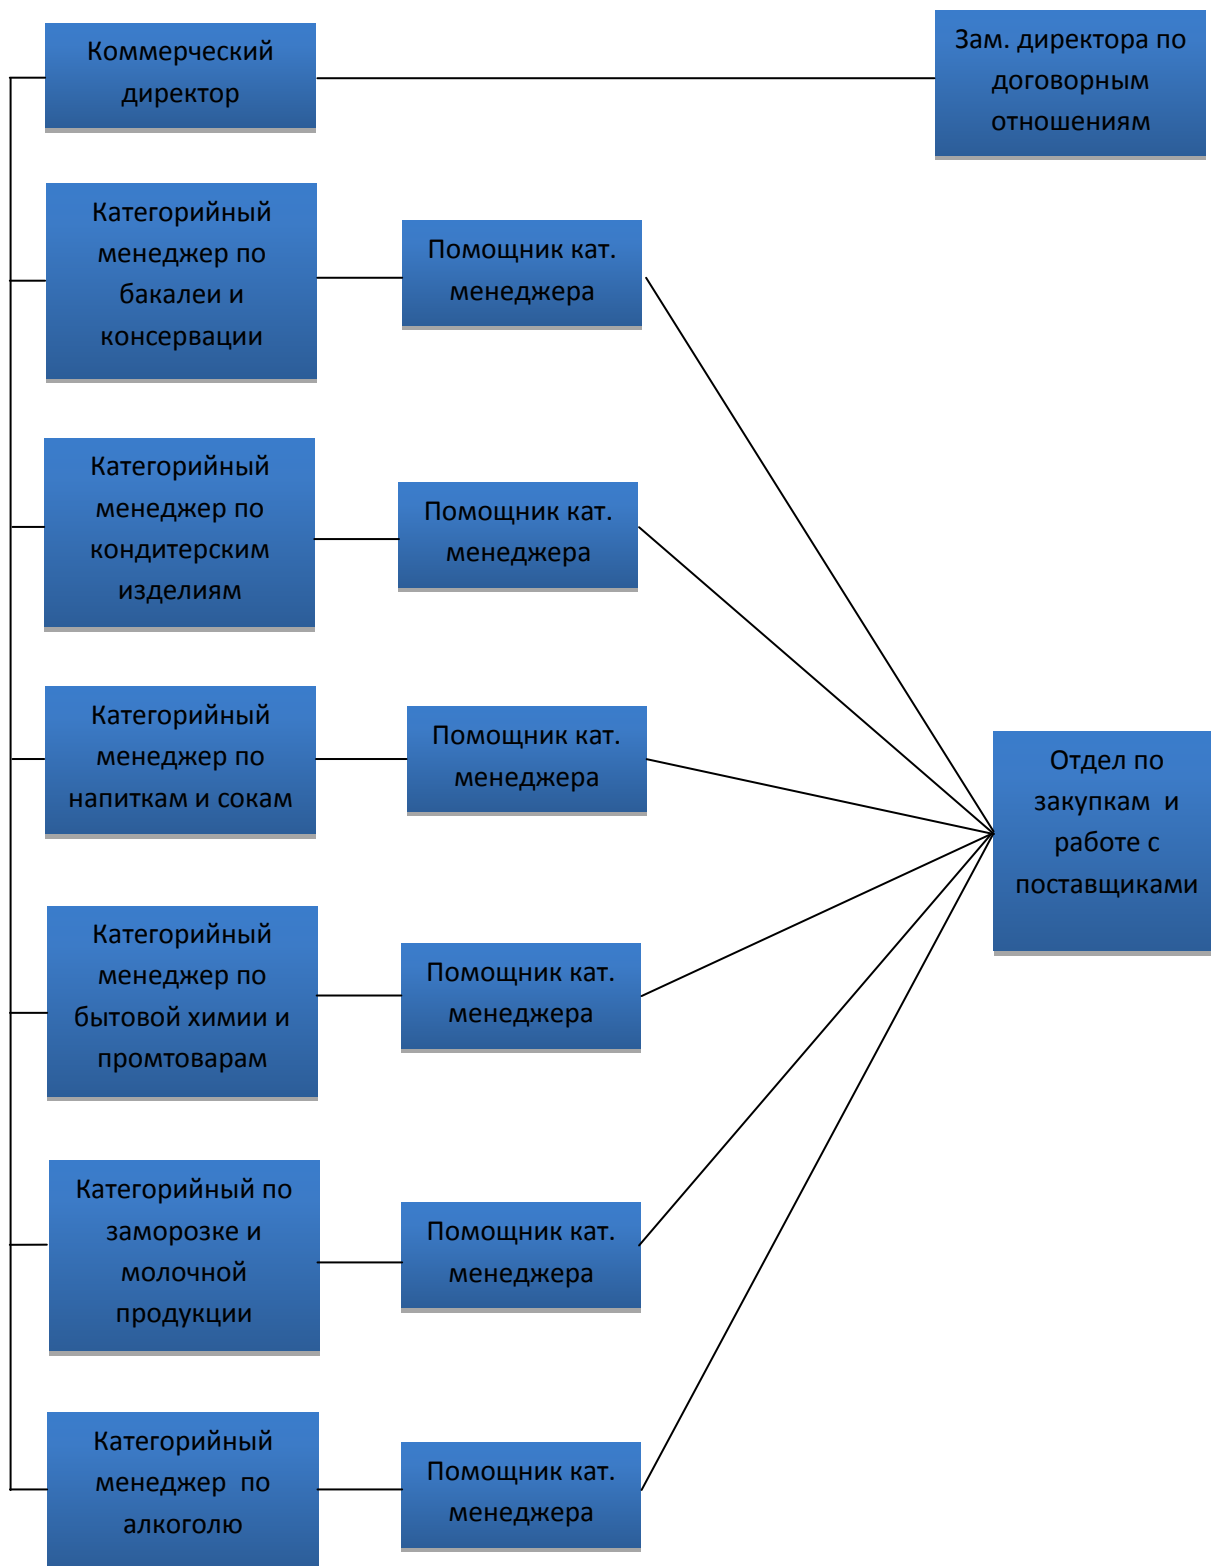 Коммерческий
директор
Зам. директора по
договорным
отношениям
Категорийный
менеджер по
бакалеи и
консервации
Помощник кат.
менеджера
Категорийный
менеджер по
кондитерским
изделиям
Помощник кат.
менеджера
Категорийный
менеджер по
напиткам и сокам
Помощник кат.
менеджера
Отдел по
закупкам  и
работе с
поставщиками
Категорийный
менеджер по
бытовой химии и
промтоварам
Помощник кат.
менеджера
Категорийный по
заморозке и
молочной
продукции
Помощник кат.
менеджера
Категорийный
менеджер  по
алкоголю
Помощник кат.
менеджера